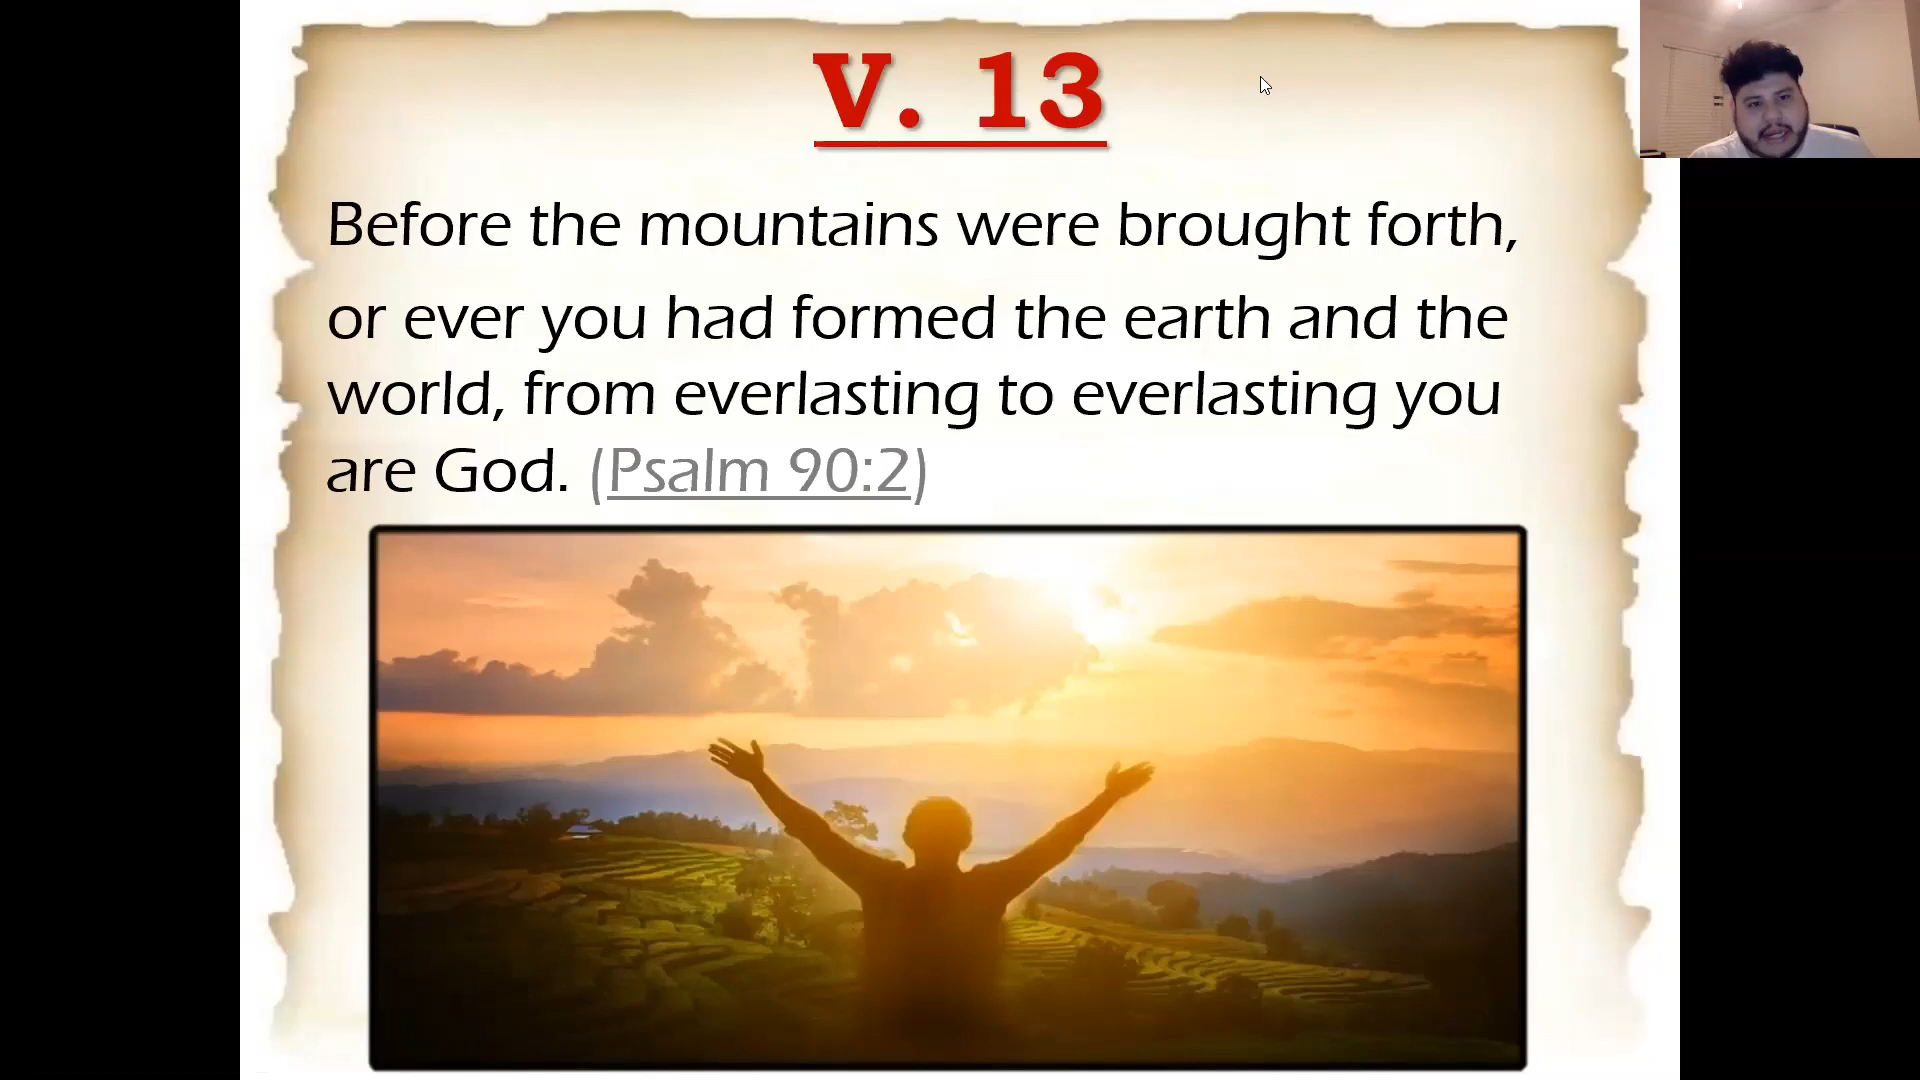 V. 13
Before the mountains were brought forth,
or ever you had formed the earth and the
world, from everlasting to everlasting you
are God. (Psalm 90:2)